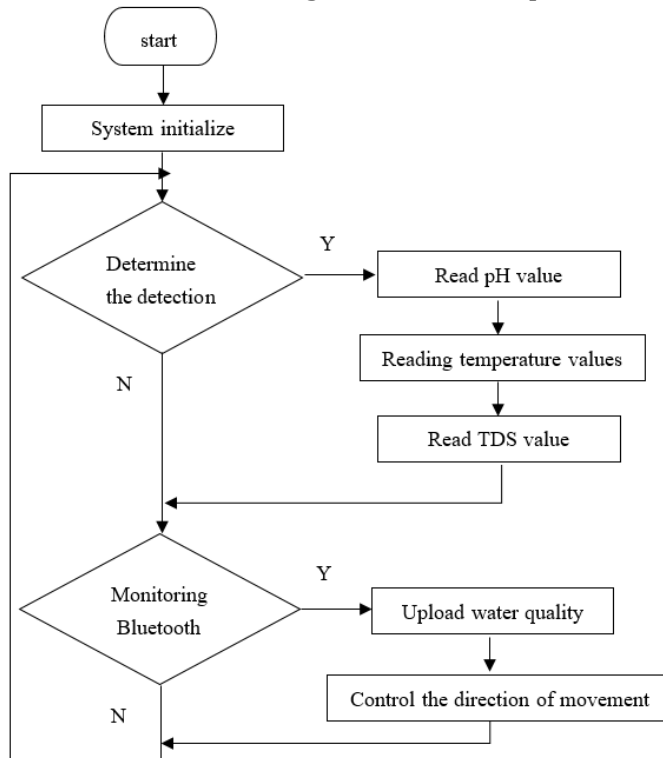 start
System initialize
Determine
the detection
Y
Read pH value
Reading temperature values
N
Read TDS value
Monitoring
Bluetooth
Y
Upload water quality
Control the direction of movement
N